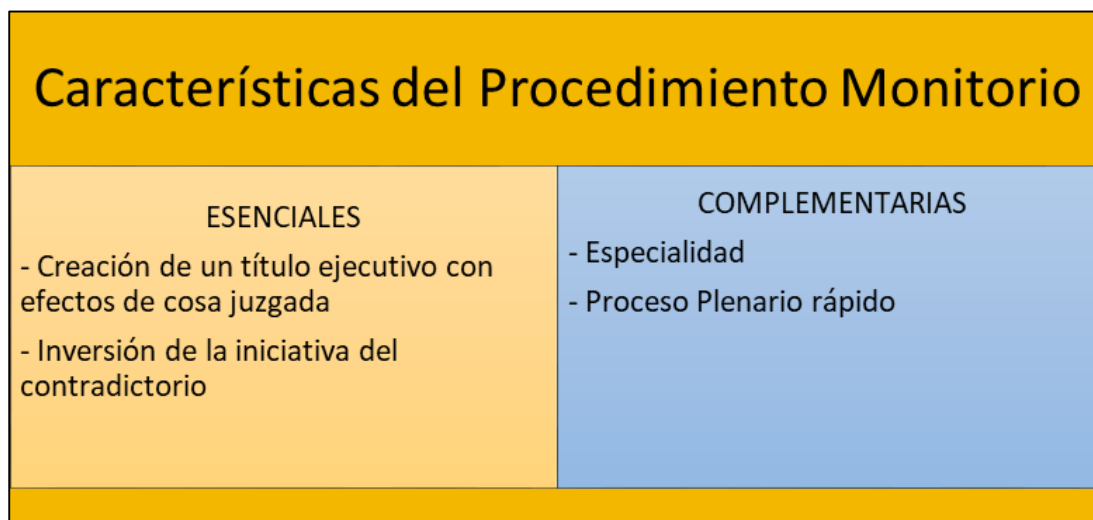 Características del Procedimiento Monitorio
ESENCIALES
- Creación de un título ejecutivo con
efectos de cosa juzgada
- Inversión de la iniciativa del
contradictorio
COMPLEMENTARIAS
- Especialidad
- Proceso Plenario rápido